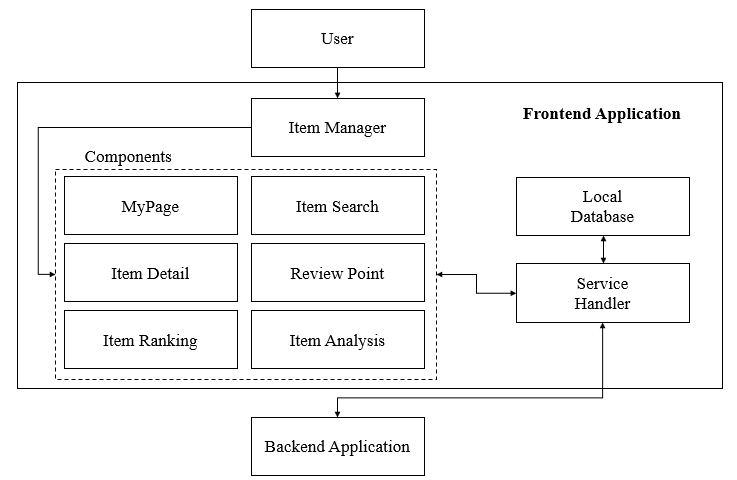 User
Frontend Application
Item Manager
Components
MyPage
Item Search
Local
Database
Item Detail
Review Point
Service
Handler
Item Ranking
Item Analysis
Backend Application